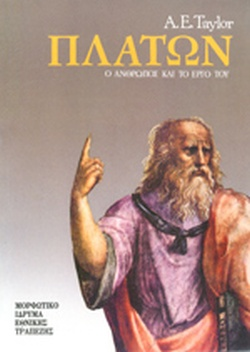 A.E.Taylor
ΠΛΑΤΩΝ
Ο ΑΝΘΡΩΠΟΣ ΚΑΙ ΤΟ ΕΡΓΟ ΤΟΥ
ΜΟΡΦΩΤΙΚΟ
ΙΔΡΥΜΑ
ΕΘΝΙΚΗΣ
ΤΡΑΠΕΖΗΣ